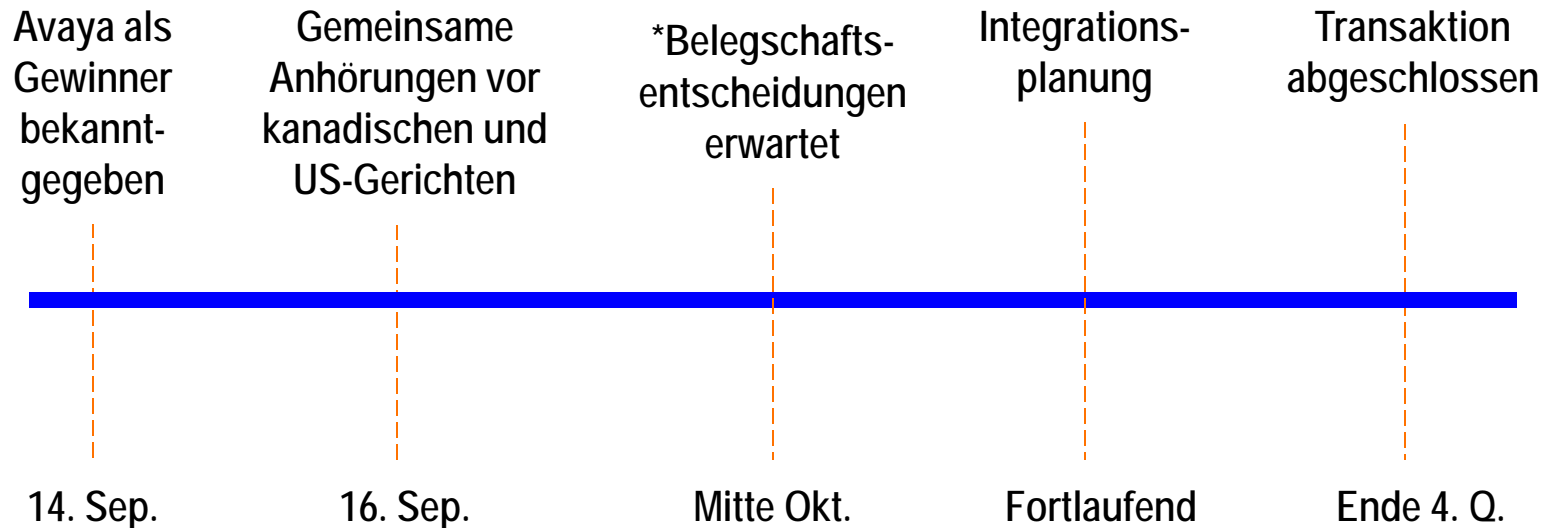 Avaya als
Gewinner
bekannt-
gegeben
Gemeinsame
Anhörungen vor
kanadischen und
US-Gerichten
*Belegschafts-
entscheidungen
erwartet
Integrations-
planung
Transaktion
abgeschlossen
14. Sep.
16. Sep.
Mitte Okt.
Fortlaufend
Ende 4. Q.